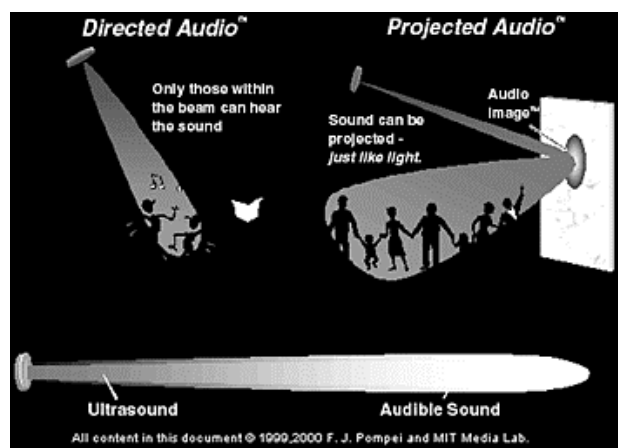 Directed Audio™
Projected Audio™
Only those within
the beam can hear
the sound
Audio
Image™
Sound can be
projected -
just like light.
Ultrasound
Audible Sound
All content in this document © 1999,2000 F. J. Pompei and MIT Media Lab.